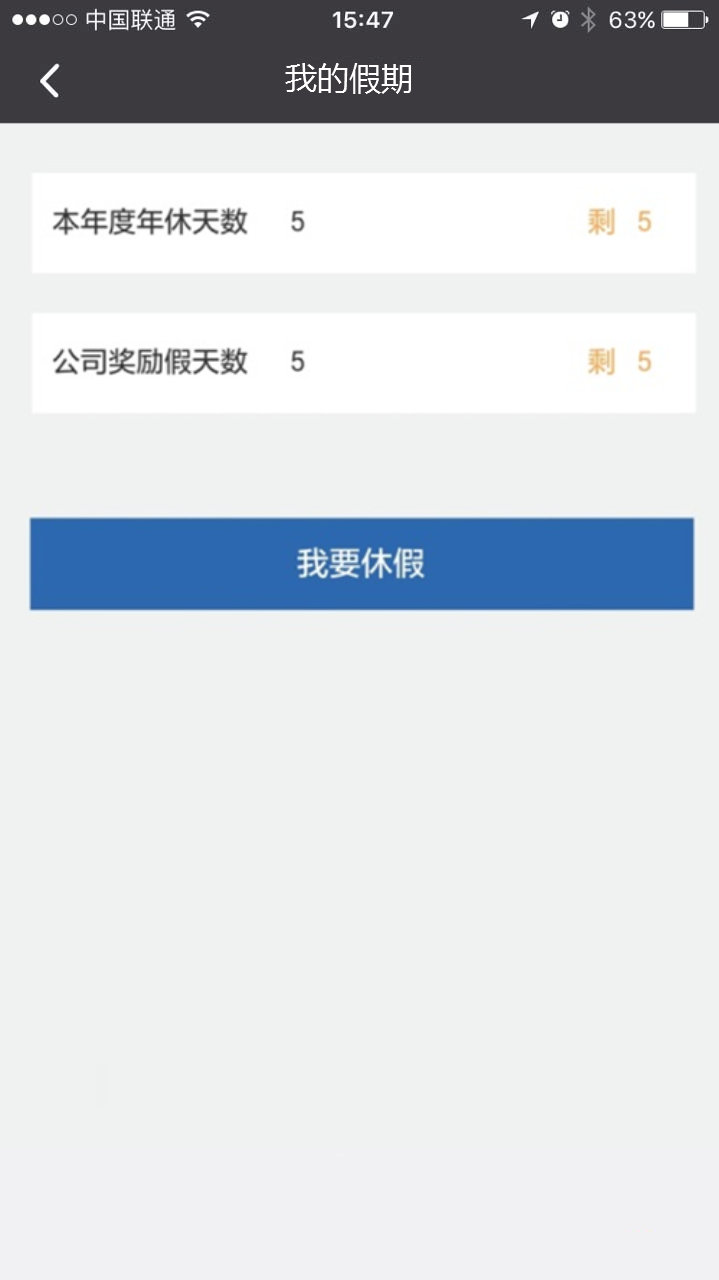 中国联通 15:47 63%
我的假期
本年度年休天数 5 剩 5
公司奖励假天数 5 剩 5
我要休假